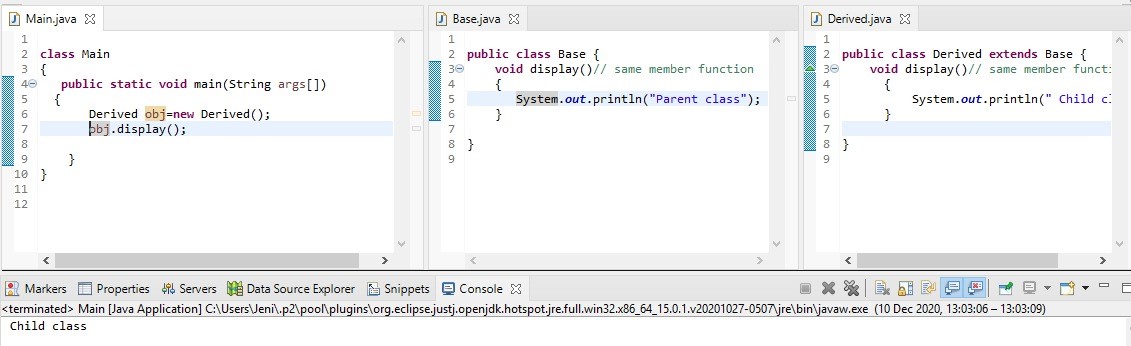 Main.java
1
2 class Main
3 {
4 public static void main(String args[])
5 {
6 Derived obj=new Derived();
7 obj.display();
8
9 }
10 }
11
12
Base.java
1
2 public class Base {
3 void display()// same member function
4 {
5 System.out.println("Parent class");
6 }
7
8 }
9
Derived.java
1
2 public class Derived extends Base {
3 void display()// same member functi
4 {
5 System.out.println(" Child cl
6 }
7
8 }
9
Markers Properties Servers Data Source Explorer Snippets Console
<terminated> Main [Java Application] C:\Users\Jeni\.p2\pool\plugins\org.eclipse.justj.openjdk.hotspot.jre.full.win32.x86_64_15.0.1.v20201027-0507\jre\bin\javaw.exe (10 Dec 2020, 13:03:06 – 13:03:09)
Child class